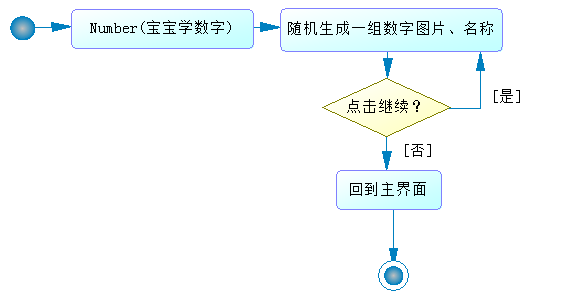 Number(宝宝学数字)
随机生成一组数字图片、名称
点击继续？
[是]
[否]
回到主界面